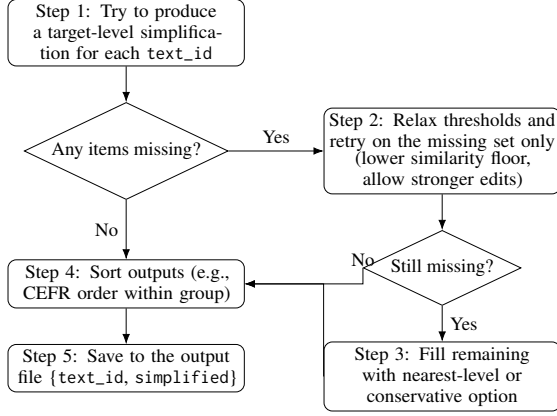 Step 1: Try to produce
a target-level simplifica-
tion for each text_id
Any items missing?
Yes
No
Step 2: Relax thresholds and
retry on the missing set only
(lower similarity floor,
allow stronger edits)
Still missing?
No
Yes
Step 3: Fill remaining
with nearest-level or
conservative option
Step 4: Sort outputs (e.g.,
CEFR order within group)
Step 5: Save to the output
file {text_id, simplified}